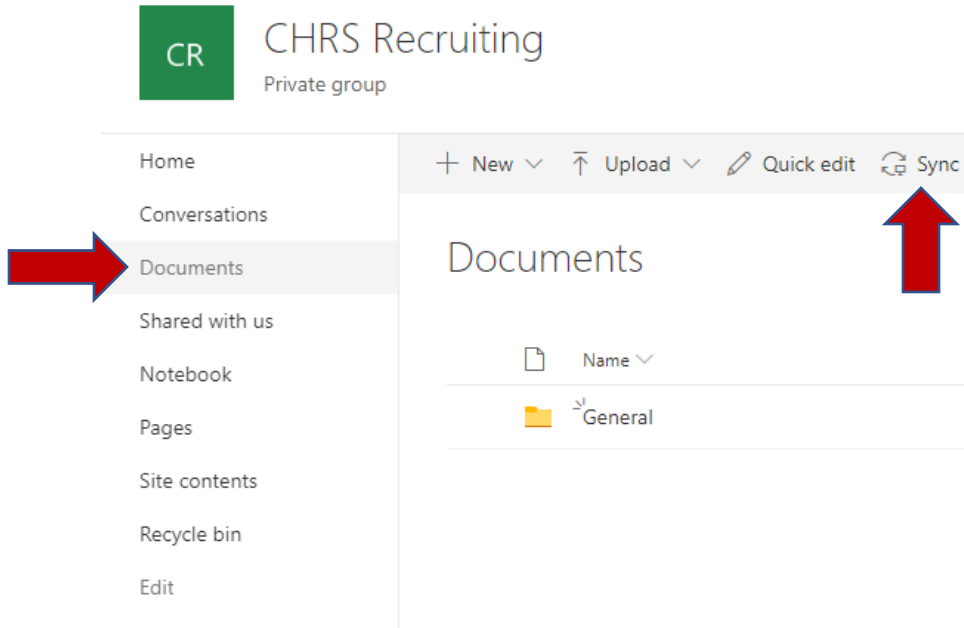 CR
CHRS Recruiting
Private group
Home
Conversations
Documents
Shared with us
Notebook
Pages
Site contents
Recycle bin
Edit
New Upload Quick edit Sync
Documents
Name
General